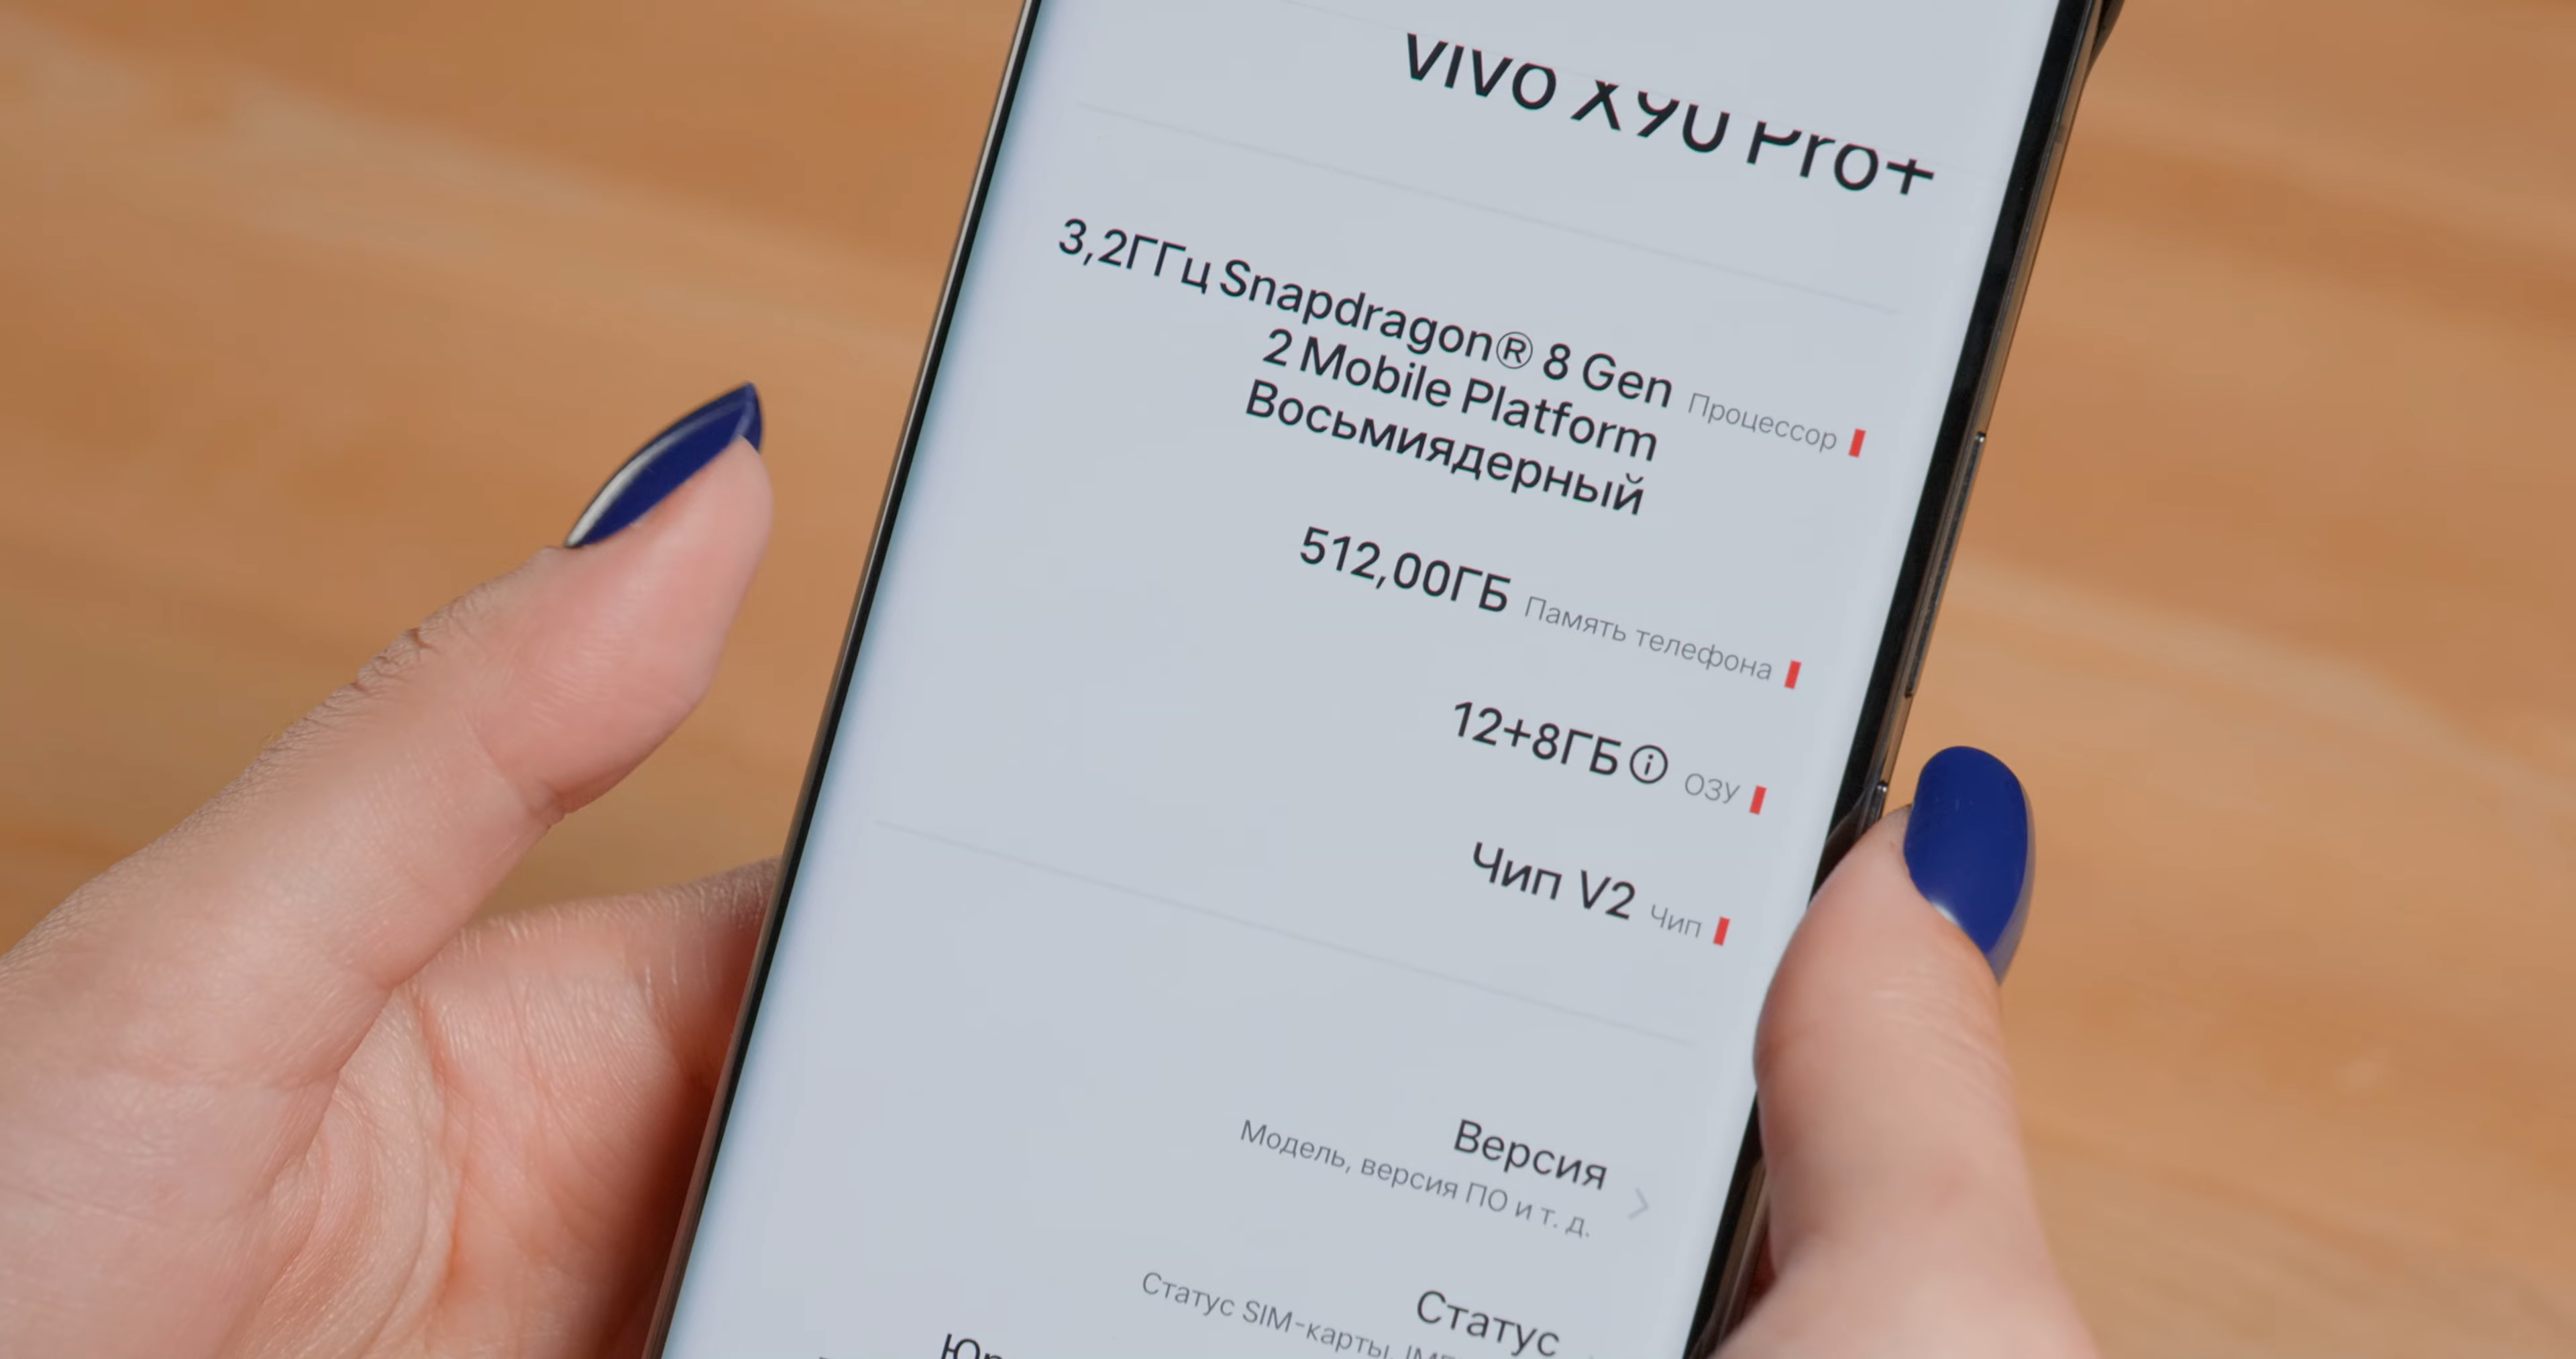 vivo X90 Pro+
3,2ГГц Snapdragon® 8 Gen
2 Mobile Platform
Восьмиядерный
Процессор
512,00ГБ Память телефона
12+8ГБ ОЗУ
Чип V2 Чип
Версия
Модель, версия ПО и т. д.
Статус
Статус SIM-карты,